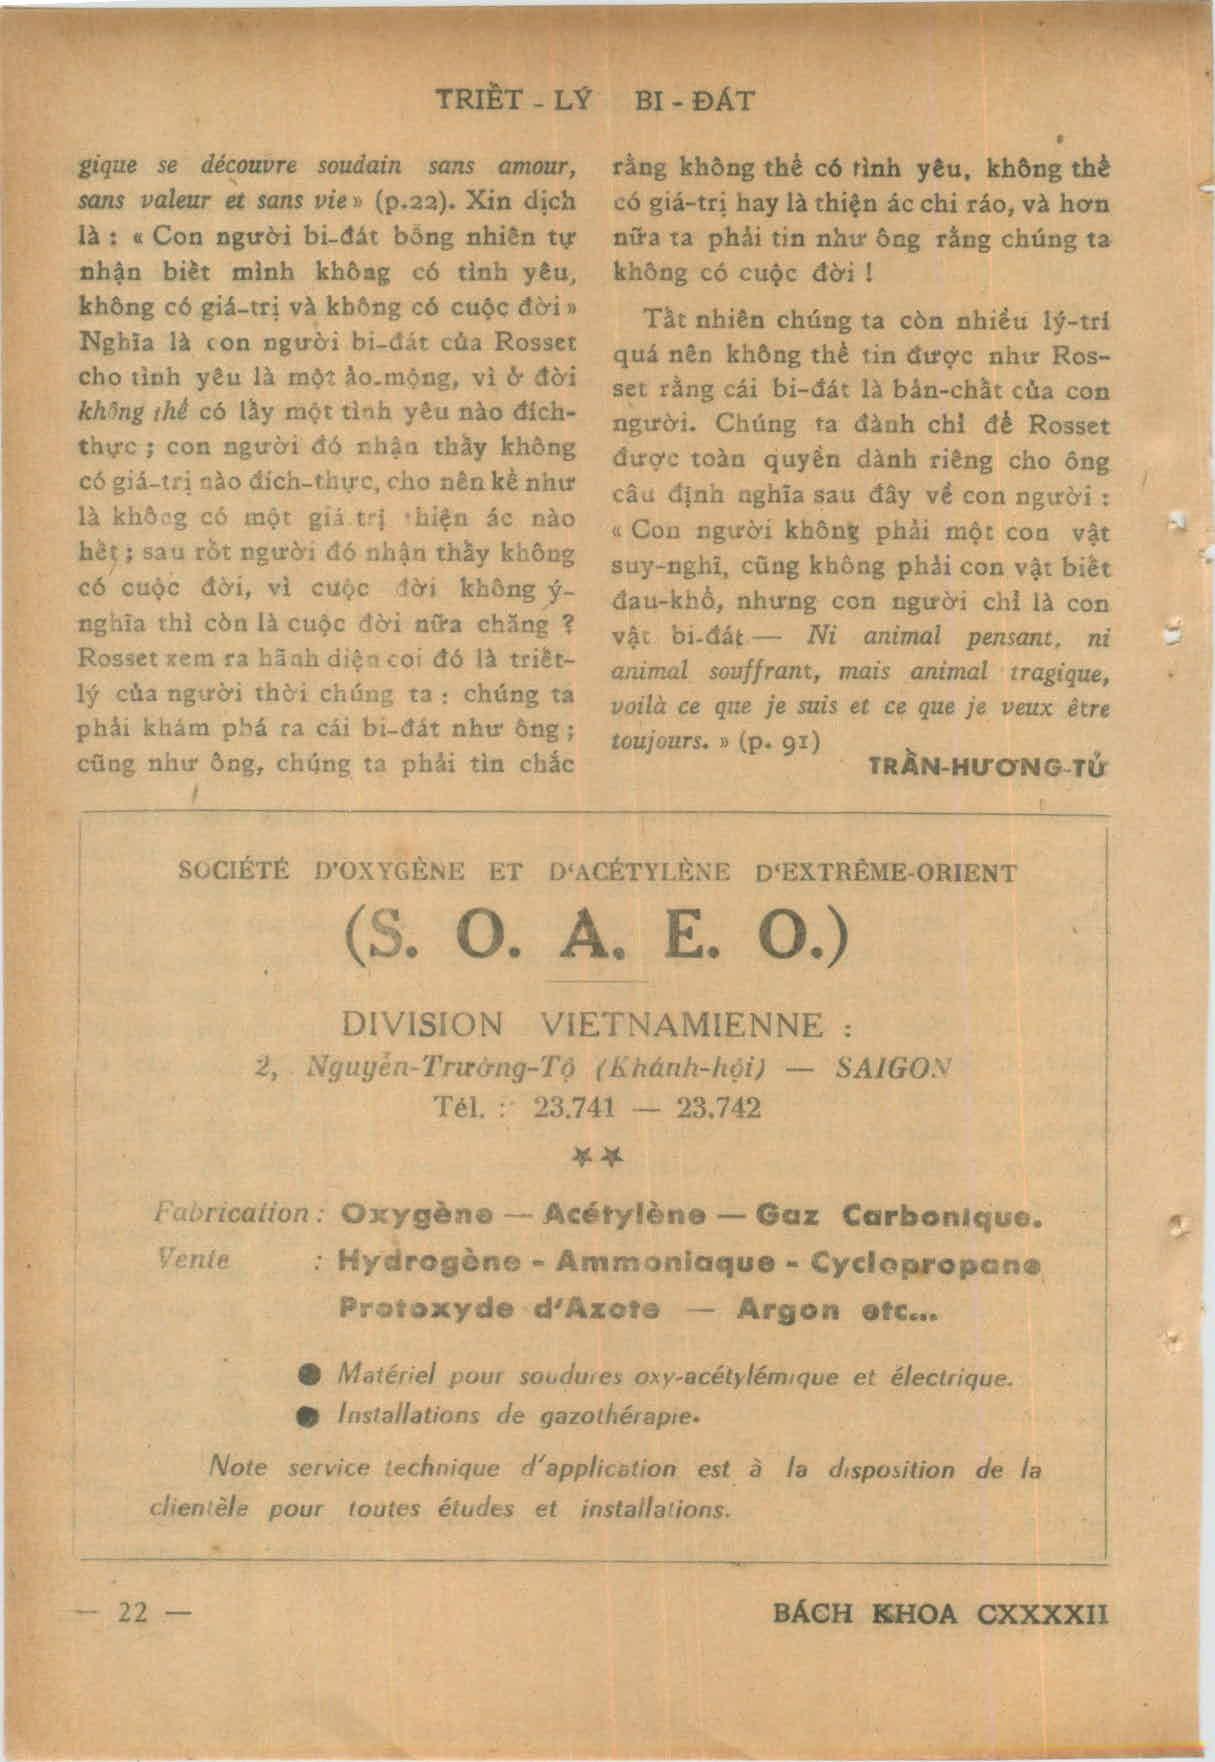 TRIẾT - LÝ BI - ĐÁT
gique se découvre soudain sans amour,
sans valeur et sans vie» (p.22). Xin dịch
là : « Con người bi-đát bỗng nhiên tự
nhận biết mình không có tình yêu,
không có giá-trị và không có cuộc đời»
Nghĩa là con người bi-đát của Rosset
cho tình yêu là một ảo-mộng, vì ở đời
không thể có lấy một tình yêu nào đích-
thực ; con người đó nhận thấy không
có giá-trị nào đích-thực, cho nên kể như
là không có một giá trị thiện ác nào
hết ; sau rốt người đó nhận thấy không
có cuộc đời, vì cuộc đời không ý-
nghĩa thì còn là cuộc đời nữa chăng ?
Rosset xem ra hãnh diện coi đó là triết-
lý của người thời chúng ta : chúng ta
phải khám phá ra cái bi-đát như ông ;
cũng như ông, chúng ta phải tin chắc
rằng không thể có tình yêu, không thể
có giá-trị hay là thiện ác chi ráo, và hơn
nữa ta phải tin như ông rằng chúng ta
không có cuộc đời !
Tất nhiên chúng ta còn nhiều lý-trí
quá nên không thể tin được như Ros-
set rằng cái bi-đát là bản-chất của con
người. Chúng ta đành chỉ để Rosset
được toàn quyền dành riêng cho ông
câu định nghĩa sau đây về con người :
« Con người không phải một con vật
suy-nghĩ, cũng không phải con vật biết
đau-khổ, nhưng con người chỉ là con
vật bi-đát — Ni animal pensant, ni
animal souffrant, mais animal tragique,
voilà ce que je suis et ce que je veux être
toujours. » (p. 91)
TRẦN-HƯƠNG-TỬ
SOCIÉTÉ D'OXYGÈNE ET D'ACÉTYLÈNE D'EXTRÊME-ORIENT
(S. O. A. E. O.)
DIVISION VIETNAMIENNE :
2, Nguyễn-Trường-Tộ (Khánh-hội) — SAIGON
Tél. : 23.741 — 23.742
Fabrication : Oxygène — Acétylène — Gaz Carbonique.
Vente : Hydrogène - Ammoniaque - Cyclopropane
Protoxyde d'Azote — Argon etc...
● Matériel pour soudures oxy-acétylémique et électrique.
● Installations de gazothérapie.
Note service technique d'application est à la disposition de la
clientèle pour toutes études et installations.
— 22 —
BÁCH KHOA CXXXXII